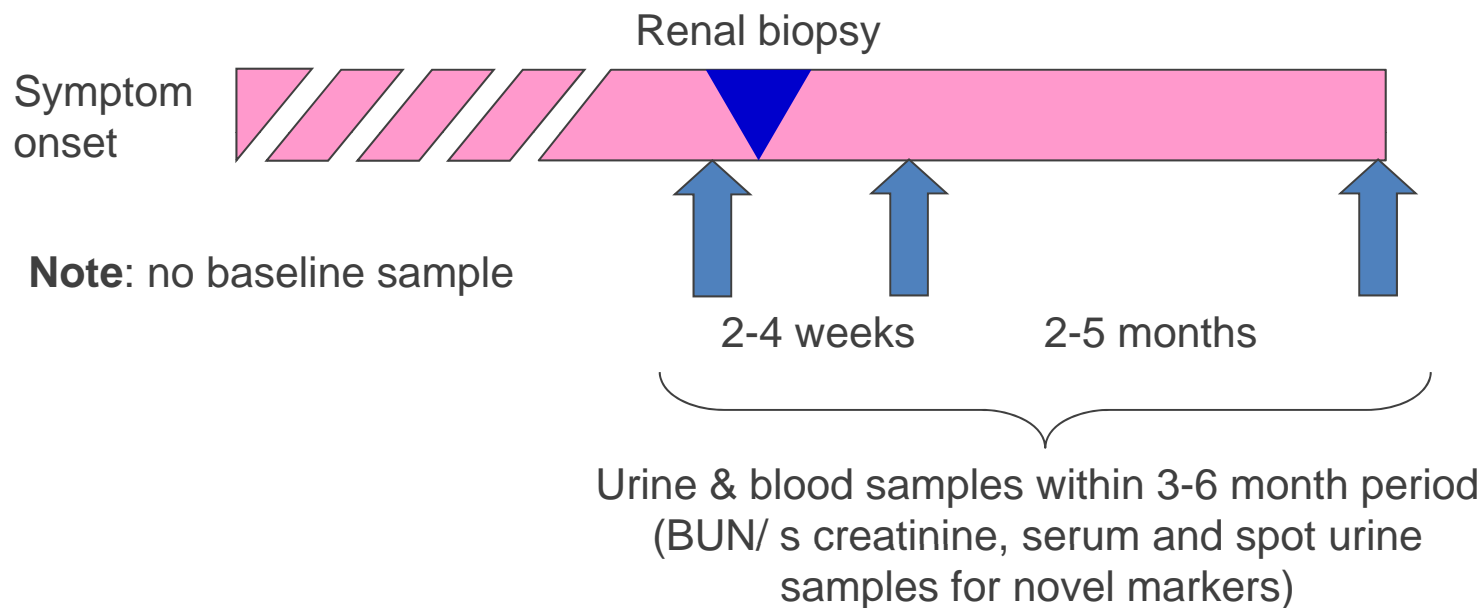 Renal biopsy
Symptom
onset
Note: no baseline sample
2-4 weeks
2-5 months
Urine & blood samples within 3-6 month period
(BUN/ s creatinine, serum and spot urine
samples for novel markers)